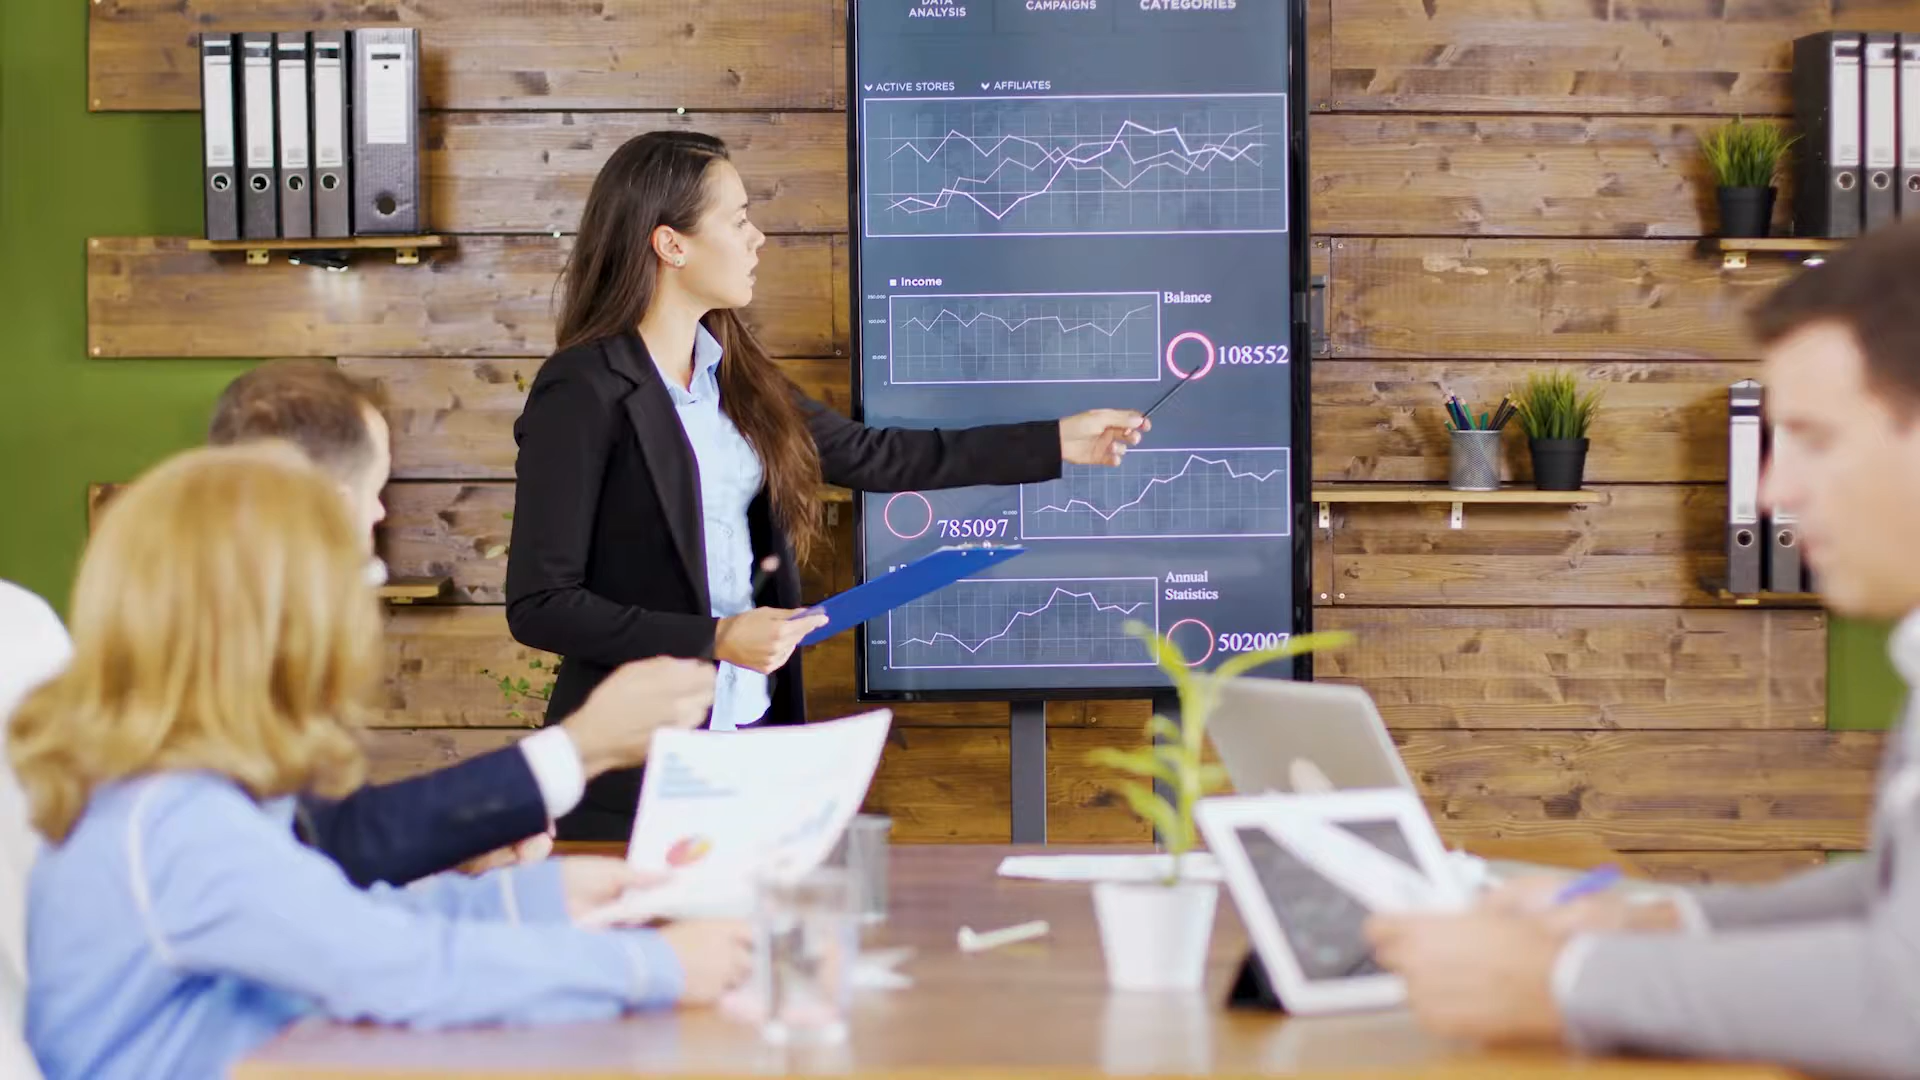 DATA
ANALYSIS
CAMPAIGNS
CATEGORIES
ACTIVE STORES
AFFILIATES
Income
Balance
108552
785097
Annual
Statistics
502007